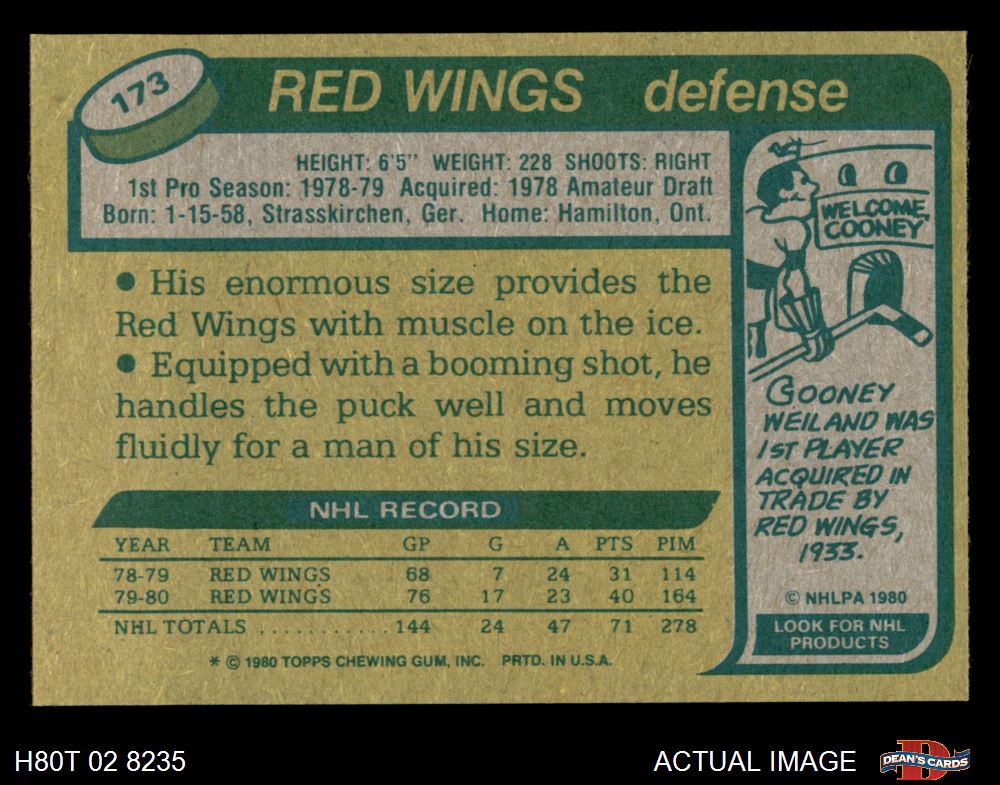 173
RED WINGS defense
HEIGHT: 6'5" WEIGHT: 228 SHOOTS: RIGHT
1st Pro Season: 1978-79 Acquired: 1978 Amateur Draft
Born: 1-15-58, Strasskirchen, Ger. Home: Hamilton, Ont.
• His enormous size provides the
Red Wings with muscle on the ice.
• Equipped with a booming shot, he
handles the puck well and moves
fluidly for a man of his size.
NHL RECORD
YEAR TEAM GP G A PTS PIM
78-79 RED WINGS 68 7 24 31 114
79-80 RED WINGS 76 17 23 40 164
NHL TOTALS .......... 144 24 47 71 278
* © 1980 TOPPS CHEWING GUM, INC. PRTD. IN U.S.A.
WELCOME,
COONEY
COONEY
WEILAND WAS
1ST PLAYER
ACQUIRED IN
TRADE BY
RED WINGS,
1933.
© NHLPA 1980
LOOK FOR NHL
PRODUCTS
H80T 02 8235
ACTUAL IMAGE
D
DEAN'S CARDS